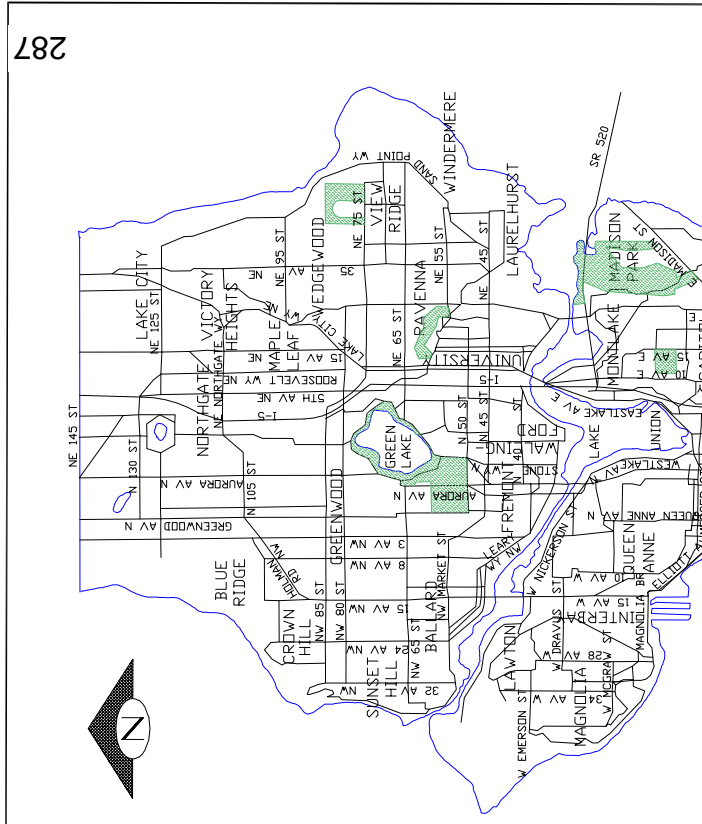 287
NE 145 ST
LAKE CITY
NE 125 ST
N 130 ST
NORTHGATE
NE NORTHGATE WY
VICTORY
HEIGHTS
N 105 ST
BLUE
RIDGE
HOLMAN
RD NW
CROWN
HILL
NE 95 ST
MAPLE
LEAF
LAKE CITY WY NE
WEDGEWOOD
35 AV NE
15 AV NE
ROOSEVELT WY NE
5TH AV NE
I-5
AURORA AV N
GREENWOOD AV N
GREENWOOD
3 AV NW
8 AV NW
15 AV NW
24 AV NW
32 AV NW
NW 85 ST
NW 80 ST
SUNSET
HILL
NW 65 ST
BALLARD
NW MARKET ST
LEARY
WY NW
NE 75 ST
VIEW
RIDGE
SAND
POINT WY
WINDERMERE
NE 65 ST
RAVENNA
NE 55 ST
NE 45 ST
LAURELHURST
UNIVERSITY
I-5
GREEN
LAKE
AURORA AV N
N 50 ST
N 45 ST
N 40 ST
WALLING-
FORD
STONE WY N
FREMONT
SR 520
MADISON
PARK
E MADISON ST
MONTLAKE
15 AV E
10 AV E
E
EASTLAKE AV E
LAKE
UNION
WESTLAKE AV N
QUEEN ANNE AV N
QUEEN
ANNE
W NICKERSON ST
10 AV W
15 AV W
INTERBA
MAGNOLIA BR
ELLIOTT A
W DRAVUS ST
LAWTON
28 AV W
34 AV W
W EMERSON ST
W MCGRAW ST
MAGNOLIA
N